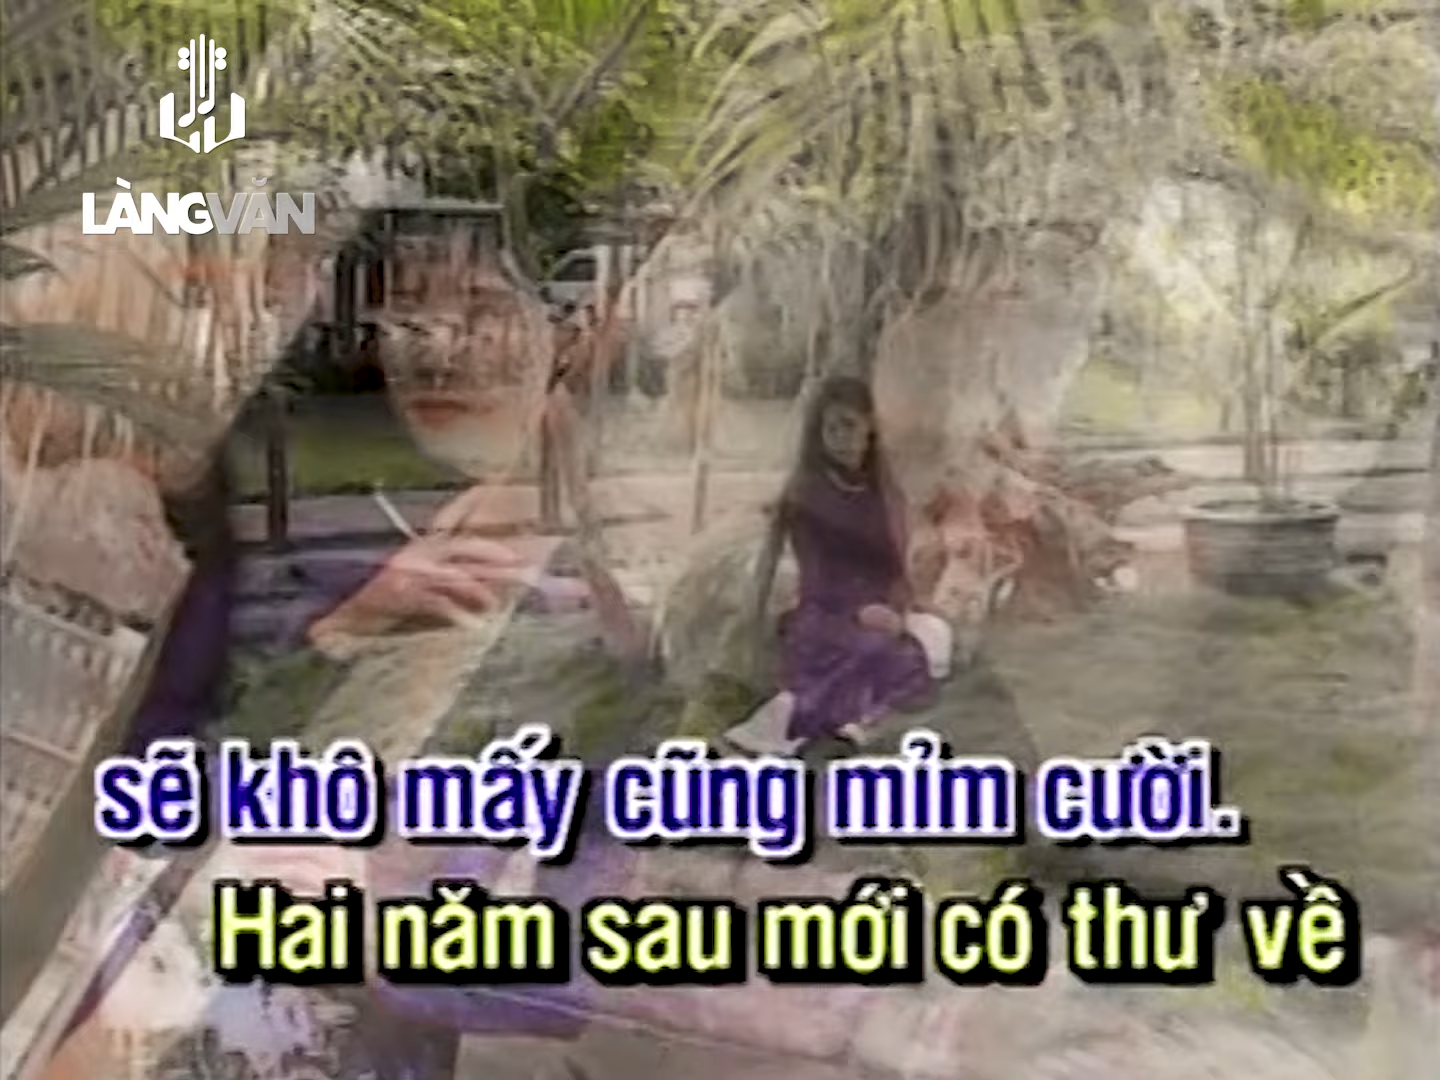 LÀNGVĂN
sẽ khô mấy cũng mỉm cười.
Hai năm sau mới có thư về